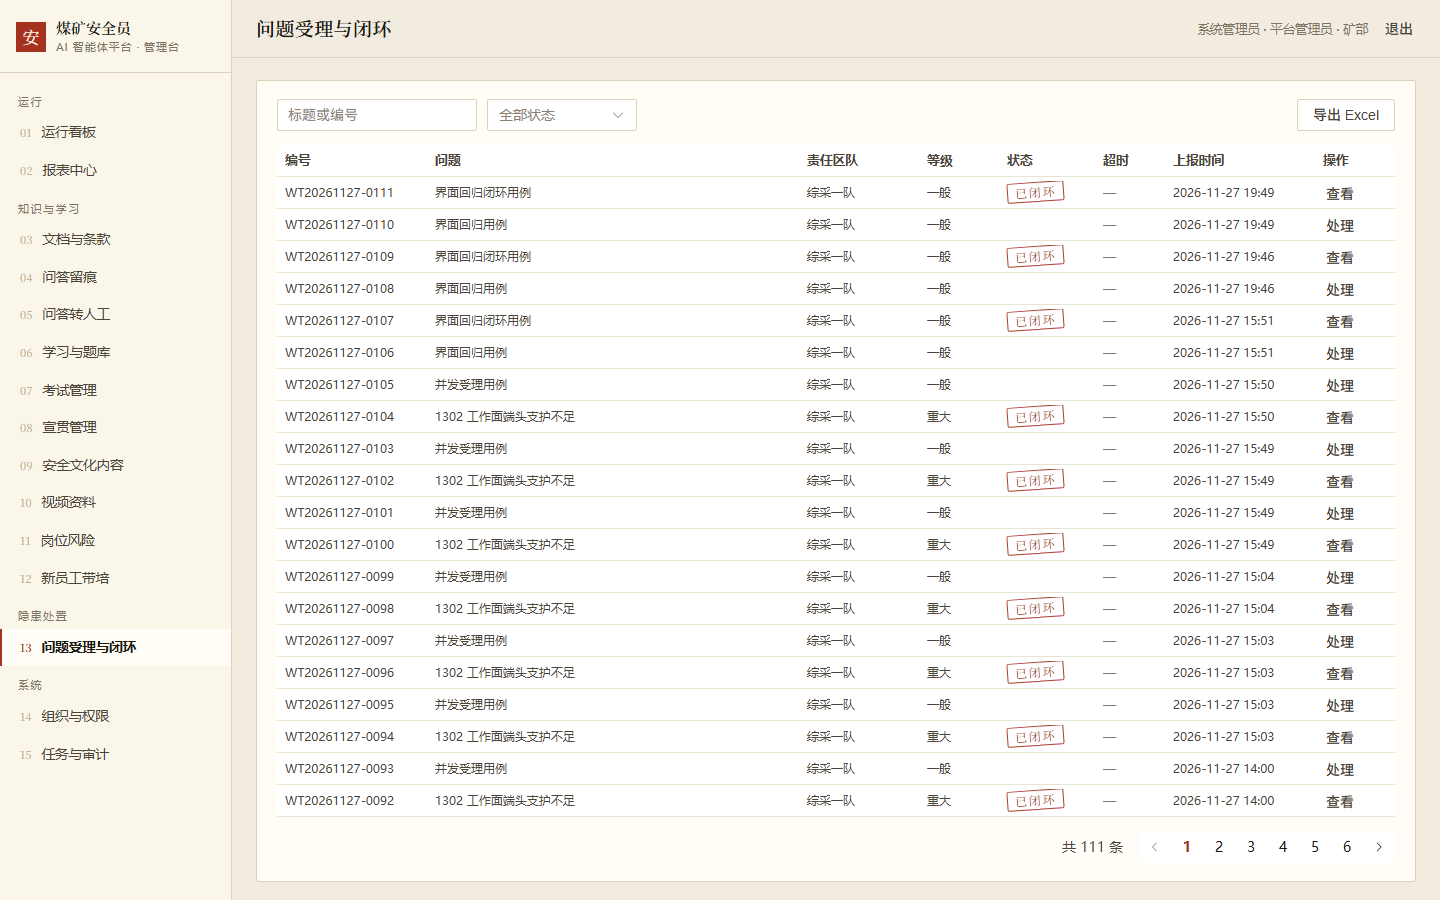 安
煤矿安全员
AI 智能体平台 · 管理台
运行
01 运行看板
02 报表中心
知识与学习
03 文档与条款
04 问答留痕
05 问答转人工
06 学习与题库
07 考试管理
08 宣贯管理
09 安全文化内容
10 视频资料
11 岗位风险
12 新员工带培
隐患处置
13 问题受理与闭环
系统
14 组织与权限
15 任务与审计
问题受理与闭环
系统管理员 · 平台管理员 · 矿部 退出
标题或编号 全部状态 导出 Excel
编号 问题 责任区队 等级 状态 超时 上报时间 操作
WT20261127-0111 界面回归闭环用例 综采一队 一般 已闭环 — 2026-11-27 19:49 查看
WT20261127-0110 界面回归用例 综采一队 一般 — 2026-11-27 19:49 处理
WT20261127-0109 界面回归闭环用例 综采一队 一般 已闭环 — 2026-11-27 19:46 查看
WT20261127-0108 界面回归用例 综采一队 一般 — 2026-11-27 19:46 处理
WT20261127-0107 界面回归闭环用例 综采一队 一般 已闭环 — 2026-11-27 15:51 查看
WT20261127-0106 界面回归用例 综采一队 一般 — 2026-11-27 15:51 处理
WT20261127-0105 并发受理用例 综采一队 一般 — 2026-11-27 15:50 处理
WT20261127-0104 1302 工作面端头支护不足 综采一队 重大 已闭环 — 2026-11-27 15:50 查看
WT20261127-0103 并发受理用例 综采一队 一般 — 2026-11-27 15:49 处理
WT20261127-0102 1302 工作面端头支护不足 综采一队 重大 已闭环 — 2026-11-27 15:49 查看
WT20261127-0101 并发受理用例 综采一队 一般 — 2026-11-27 15:49 处理
WT20261127-0100 1302 工作面端头支护不足 综采一队 重大 已闭环 — 2026-11-27 15:49 查看
WT20261127-0099 并发受理用例 综采一队 一般 — 2026-11-27 15:04 处理
WT20261127-0098 1302 工作面端头支护不足 综采一队 重大 已闭环 — 2026-11-27 15:04 查看
WT20261127-0097 并发受理用例 综采一队 一般 — 2026-11-27 15:03 处理
WT20261127-0096 1302 工作面端头支护不足 综采一队 重大 已闭环 — 2026-11-27 15:03 查看
WT20261127-0095 并发受理用例 综采一队 一般 — 2026-11-27 15:03 处理
WT20261127-0094 1302 工作面端头支护不足 综采一队 重大 已闭环 — 2026-11-27 15:03 查看
WT20261127-0093 并发受理用例 综采一队 一般 — 2026-11-27 14:00 处理
WT20261127-0092 1302 工作面端头支护不足 综采一队 重大 已闭环 — 2026-11-27 14:00 查看
共 111 条 1 2 3 4 5 6